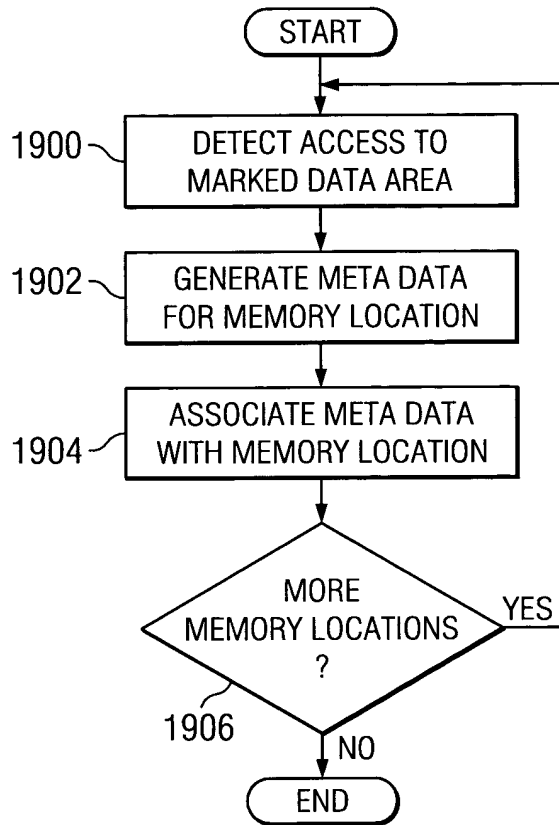 START
1900
DETECT ACCESS TO
MARKED DATA AREA
1902
GENERATE META DATA
FOR MEMORY LOCATION
1904
ASSOCIATE META DATA
WITH MEMORY LOCATION
MORE
MEMORY LOCATIONS
?
YES
1906
NO
END